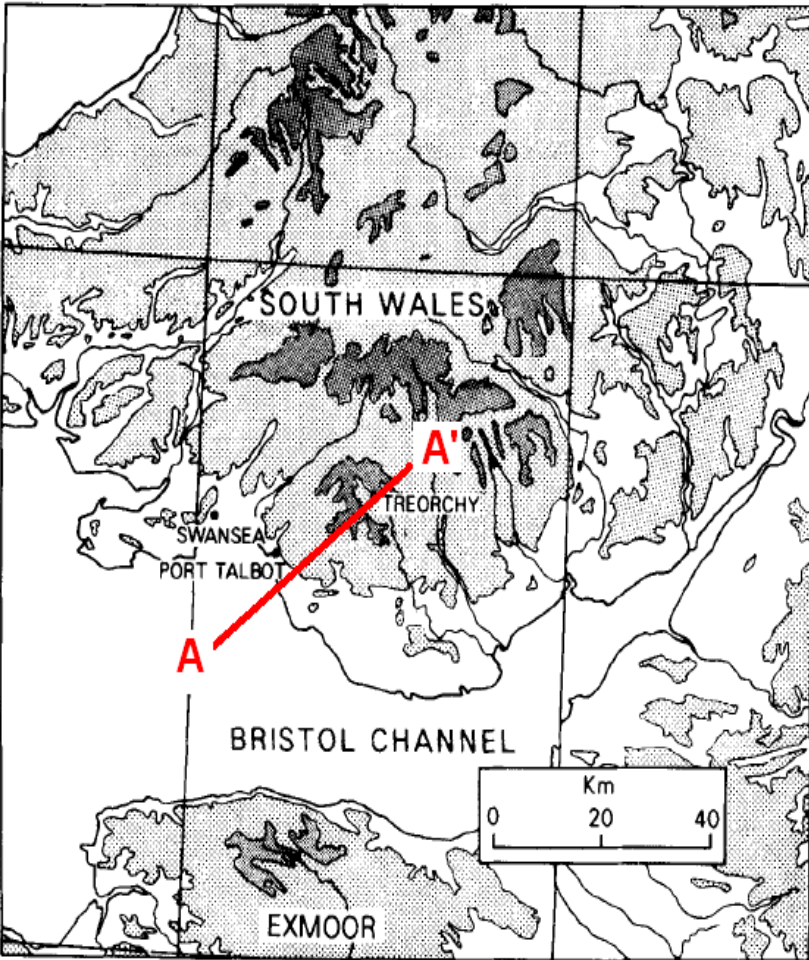 SOUTH WALES
A'
TREORCHY
SWANSEA
PORT TALBOT
A
BRISTOL CHANNEL
Km
0 20 40
EXMOOR